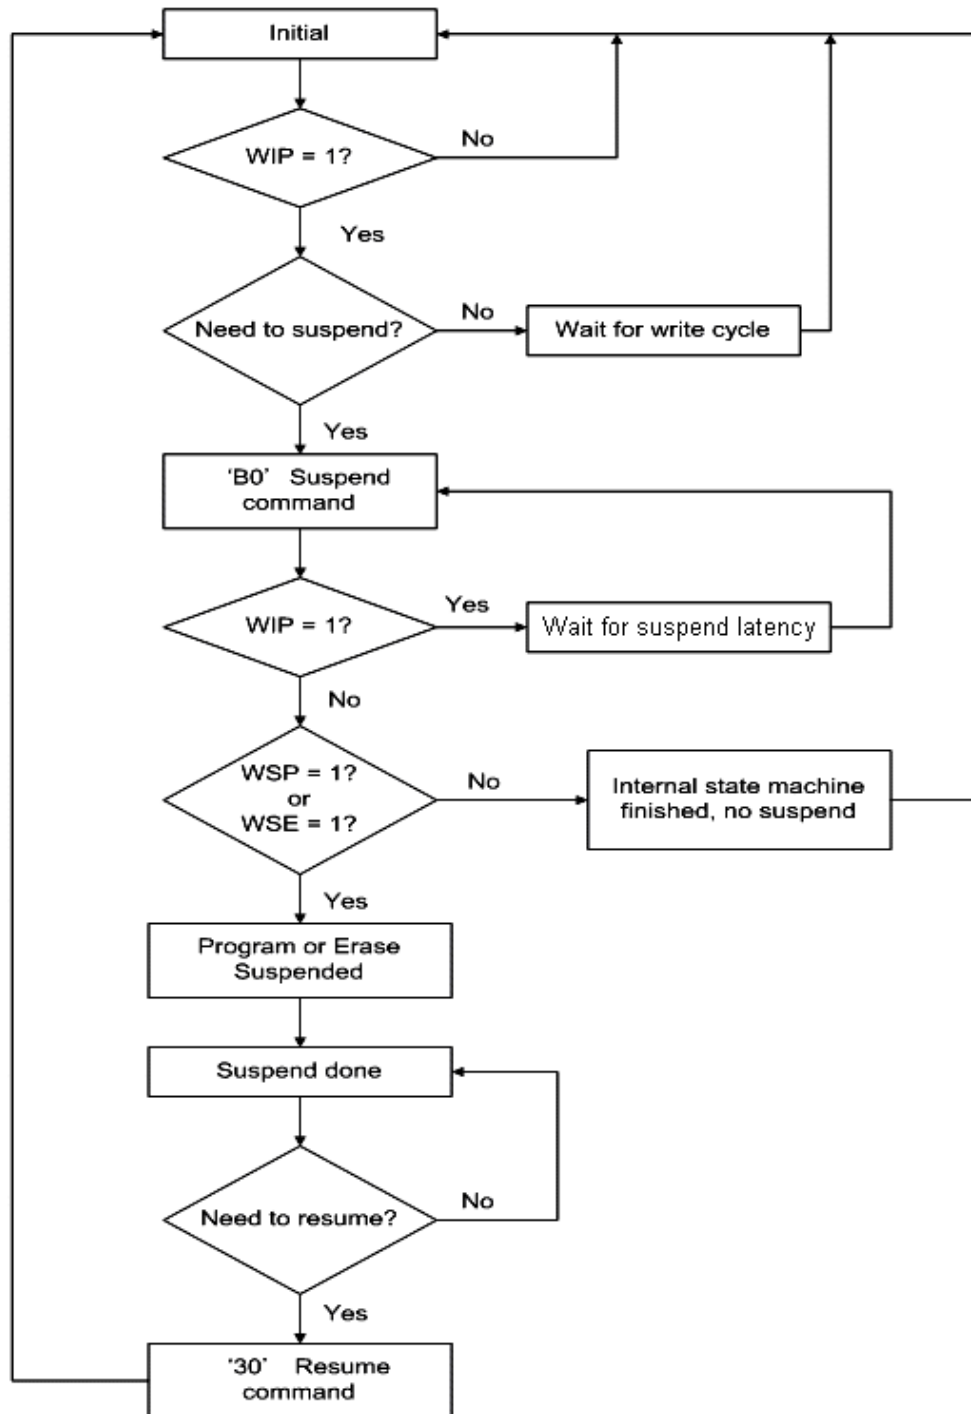 Initial
WIP = 1?
No
Yes
Need to suspend?
No
Wait for write cycle
Yes
'B0' Suspend
command
WIP = 1?
Yes
Wait for suspend latency
No
WSP = 1?
or
WSE = 1?
No
Internal state machine
finished, no suspend
Yes
Program or Erase
Suspended
Suspend done
Need to resume?
No
Yes
'30' Resume
command